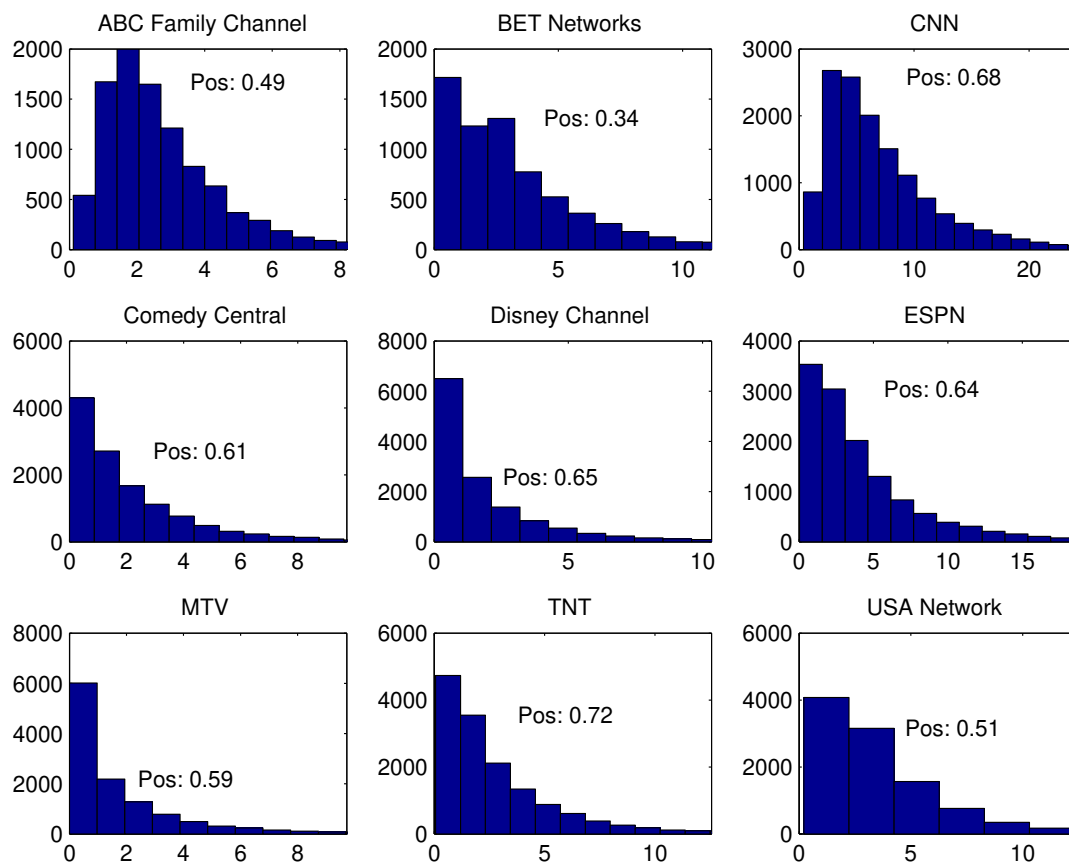 ABC Family Channel
2000
1500
1000
500
0
Pos: 0.49
0 2 4 6 8
BET Networks
2000
1500
1000
500
0
Pos: 0.34
0 5 10
CNN
3000
2000
1000
0
Pos: 0.68
0 10 20
Comedy Central
6000
4000
2000
0
Pos: 0.61
0 2 4 6 8
Disney Channel
8000
6000
4000
2000
0
Pos: 0.65
0 5 10
ESPN
4000
3000
2000
1000
0
Pos: 0.64
0 5 10 15
MTV
8000
6000
4000
2000
0
Pos: 0.59
0 2 4 6 8
TNT
6000
4000
2000
0
Pos: 0.72
0 5 10
USA Network
6000
4000
2000
0
Pos: 0.51
0 5 10